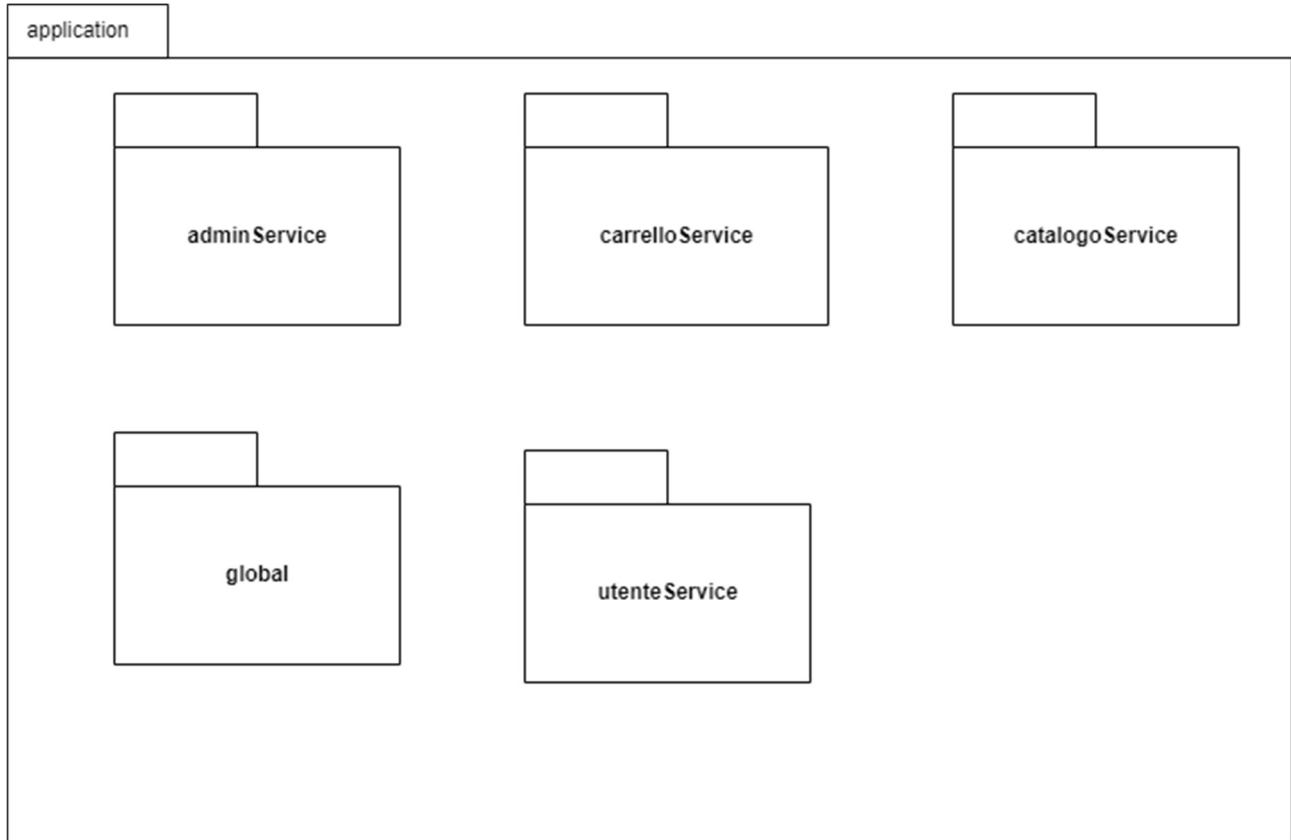 application
adminService
carrelloService
catalogoService
global
utenteService